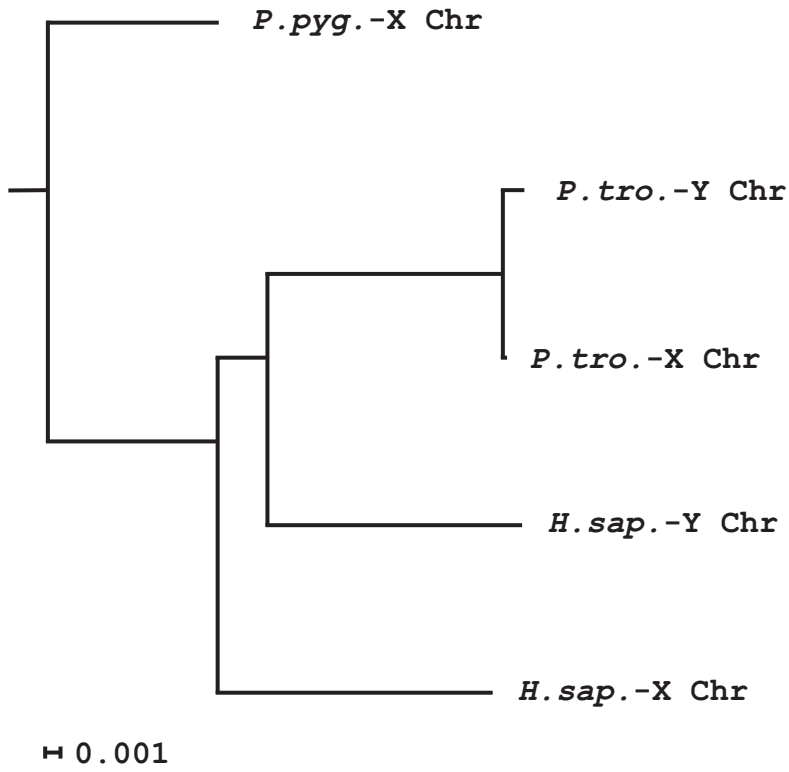 P.pyg.-X Chr
P.tro.-Y Chr
P.tro.-X Chr
H.sap.-Y Chr
H.sap.-X Chr
0.001